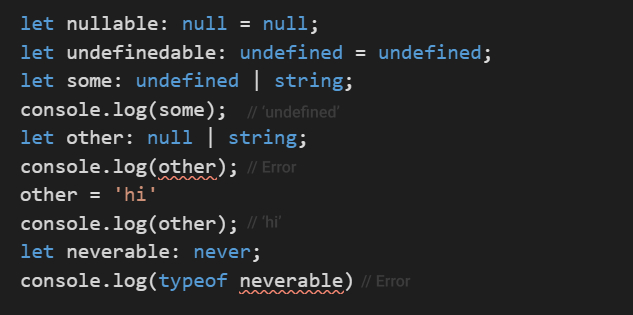 let nullable: null = null;
let undefinedable: undefined = undefined;
let some: undefined | string;
console.log(some); // 'undefined'
let other: null | string;
console.log(other); // Error
other = 'hi'
console.log(other); // 'hi'
let neverable: never;
console.log(typeof neverable) // Error